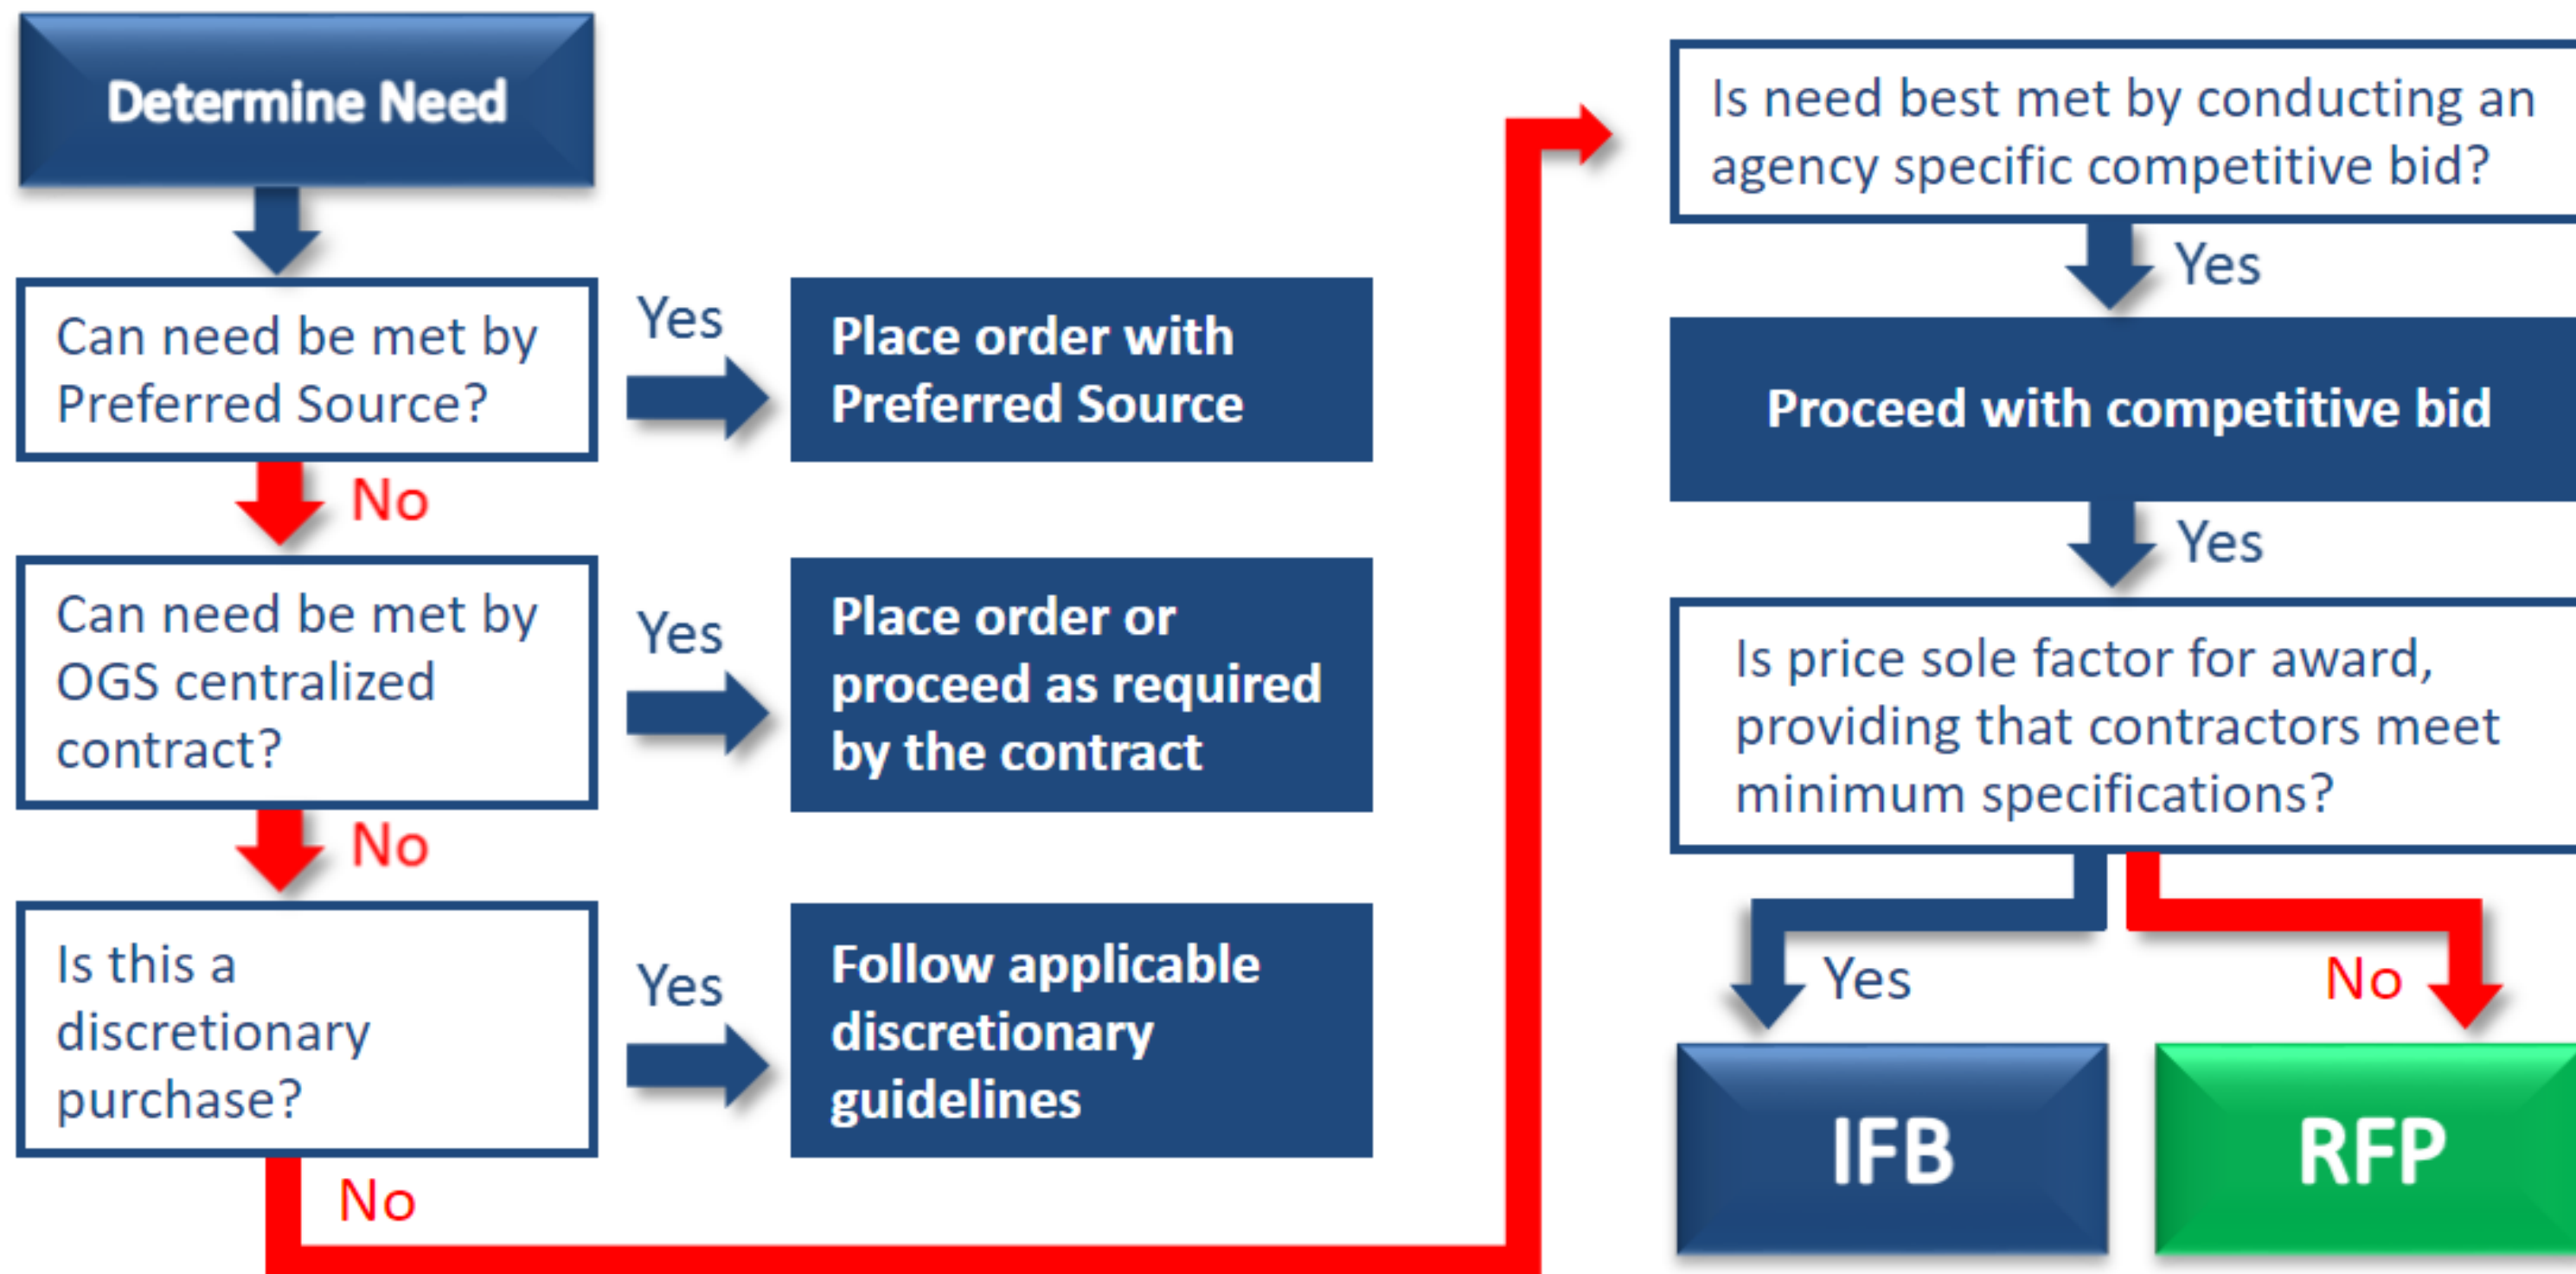 Determine Need
Can need be met by
Preferred Source?
Yes
Place order with
Preferred Source
No
Can need be met by
OGS centralized
contract?
Yes
Place order or
proceed as required
by the contract
No
Is this a
discretionary
purchase?
Yes
Follow applicable
discretionary
guidelines
No
Is need best met by conducting an
agency specific competitive bid?
Yes
Proceed with competitive bid
Yes
Is price sole factor for award,
providing that contractors meet
minimum specifications?
Yes
No
IFB
RFP